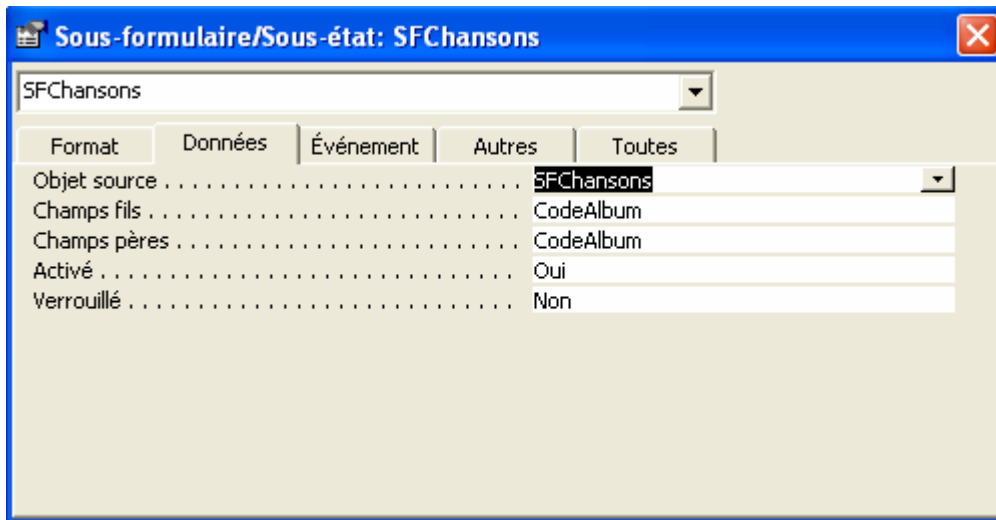 Sous-formulaire/Sous-état: SFChansons
SFChansons
Format Données Événement Autres Toutes
Objet source . . . . . . . . . . . . . . . . . . . . . . . . . . . SFChansons
Champs fils . . . . . . . . . . . . . . . . . . . . . . . . . . . . CodeAlbum
Champs pères . . . . . . . . . . . . . . . . . . . . . . . . . . CodeAlbum
Activé . . . . . . . . . . . . . . . . . . . . . . . . . . . . . . . . Oui
Verrouillé . . . . . . . . . . . . . . . . . . . . . . . . . . . . . . Non